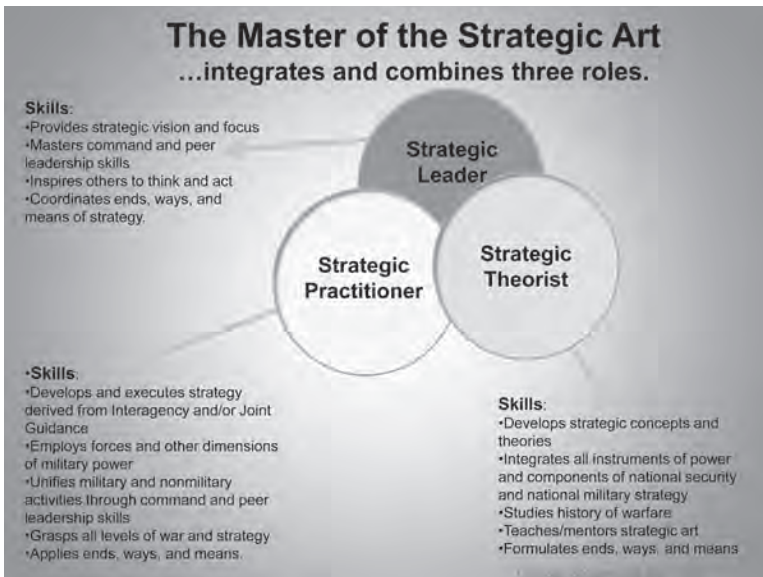 The Master of the Strategic Art
...integrates and combines three roles.
Skills:
•Provides strategic vision and focus
•Masters command and peer
leadership skills
•Inspires others to think and act
•Coordinates ends, ways, and
means of strategy.
Strategic
Leader
Strategic
Practitioner
Strategic
Theorist
•Skills:
•Develops and executes strategy
derived from Interagency and/or Joint
Guidance
•Employs forces and other dimensions
of military power
•Unifies military and nonmilitary
activities through command and peer
leadership skills
•Grasps all levels of war and strategy
•Applies ends, ways, and means.
Skills:
•Develops strategic concepts and
theories
•Integrates all instruments of power
and components of national security
and national military strategy
•Studies history of warfare
•Teaches/mentors strategic art
•Formulates ends, ways, and means